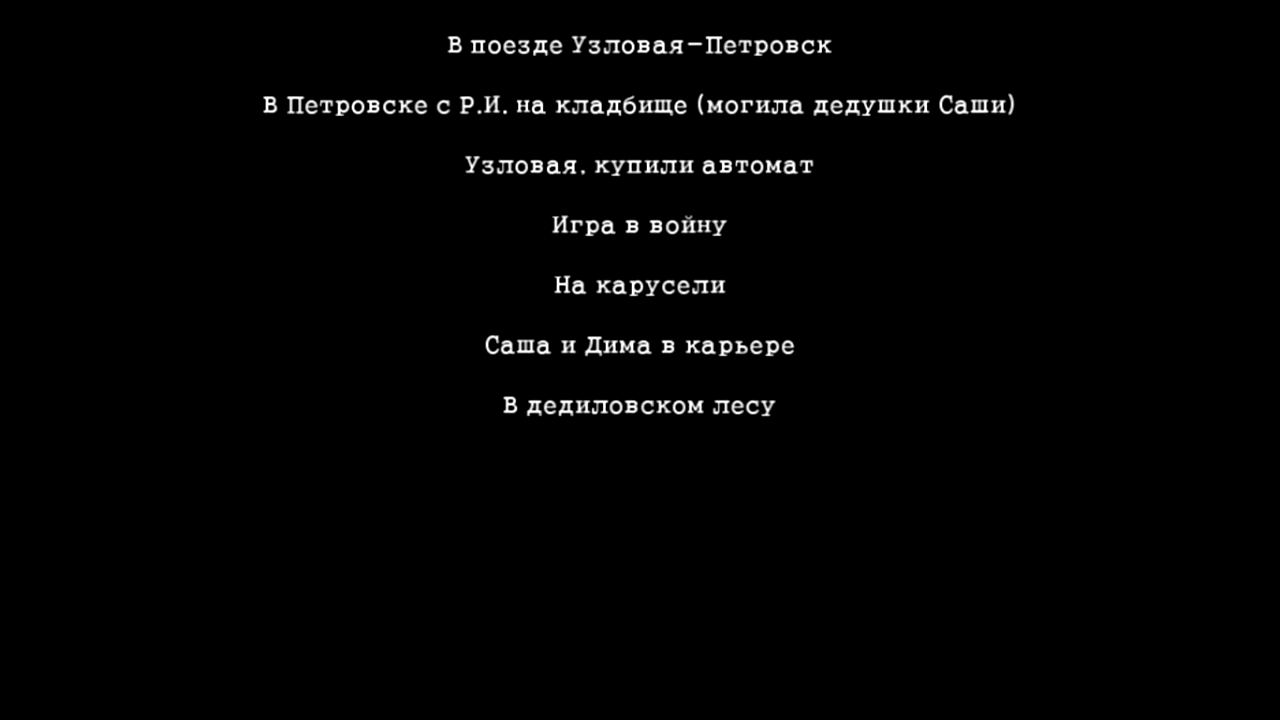 В поезде Узловая-Петровск
В Петровске с Р.И. на кладбище (могила дедушки Саши)
Узловая. купили автомат
Игра в войну
На карусели
Саша и Дима в карьере
В дедиловском лесу